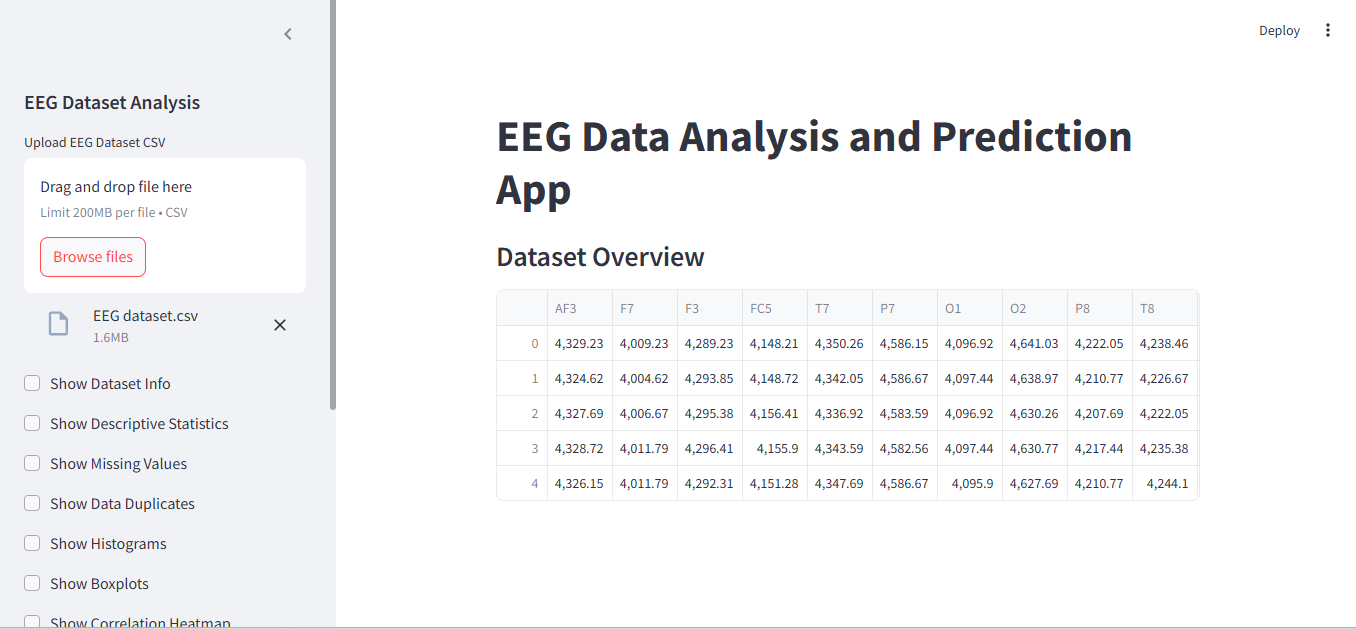 Deploy
EEG Dataset Analysis
Upload EEG Dataset CSV
Drag and drop file here
Limit 200MB per file • CSV
Browse files
EEG dataset.csv
1.6MB
Show Dataset Info
Show Descriptive Statistics
Show Missing Values
Show Data Duplicates
Show Histograms
Show Boxplots
Show Correlation Heatmap
EEG Data Analysis and Prediction
App
Dataset Overview
AF3 F7 F3 FC5 T7 P7 O1 O2 P8 T8
0 4,329.23 4,009.23 4,289.23 4,148.21 4,350.26 4,586.15 4,096.92 4,641.03 4,222.05 4,238.46
1 4,324.62 4,004.62 4,293.85 4,148.72 4,342.05 4,586.67 4,097.44 4,638.97 4,210.77 4,226.67
2 4,327.69 4,006.67 4,295.38 4,156.41 4,336.92 4,583.59 4,096.92 4,630.26 4,207.69 4,222.05
3 4,328.72 4,011.79 4,296.41 4,155.9 4,343.59 4,582.56 4,097.44 4,630.77 4,217.44 4,235.38
4 4,326.15 4,011.79 4,292.31 4,151.28 4,347.69 4,586.67 4,095.9 4,627.69 4,210.77 4,244.1